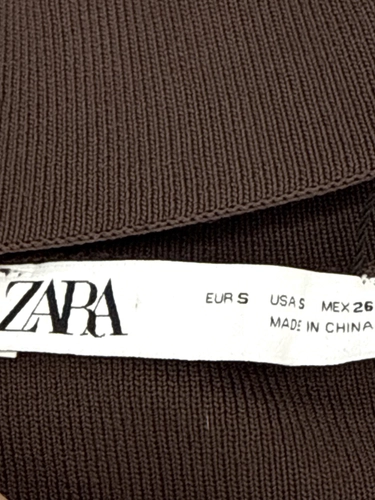 ZARA
EUR S USA S MEX 26
MADE IN CHINA